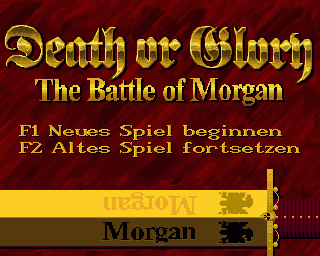 Death or Glory
The Battle of Morgan
F1 Neues Spiel beginnen
F2 Altes Spiel fortsetzen
Morgan
Morgan